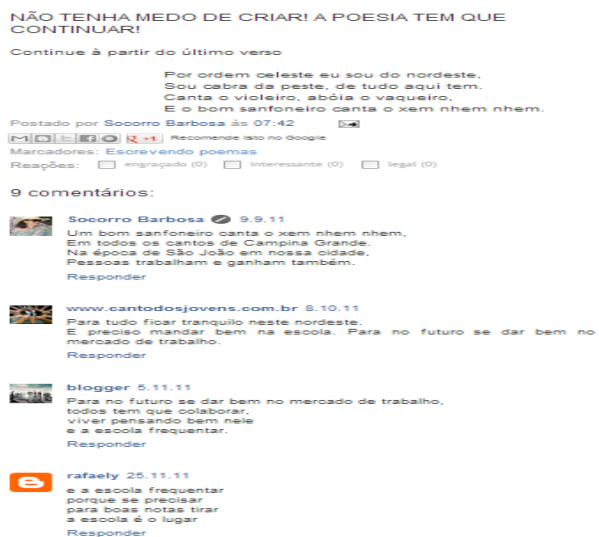 NÃO TENHA MEDO DE CRIAR! A POESIA TEM QUE
CONTINUAR!
Continue à partir do último verso
Por ordem celeste eu sou do nordeste,
Sou cabra da peste, de tudo aqui tem.
Canta o violeiro, abóia o vaqueiro,
E o bom sanfoneiro canta o xem nhem nhem.
Postado por Socorro Barbosa às 07:42
+1 Recomende isto no Google
Marcadores: Escrevendo poemas
Reações: engraçado (0) interessante (0) legal (0)
9 comentários:
Socorro Barbosa 9.9.11
Um bom sanfoneiro canta o xem nhem nhem,
Em todos os cantos de Campina Grande.
Na época de São João em nossa cidade,
Pessoas trabalham e ganham também.
Responder
www.cantodosjovens.com.br 8.10.11
Para tudo ficar tranquilo neste nordeste.
E preciso mandar bem na escola. Para no futuro se dar bem no
mercado de trabalho.
Responder
blogger 5.11.11
Para no futuro se dar bem no mercado de trabalho,
todos tem que colaborar,
viver pensando bem nele
e a escola frequentar.
Responder
rafaely 25.11.11
e a escola frequentar
porque se precisar
para boas notas tirar
a escola é o lugar
Responder